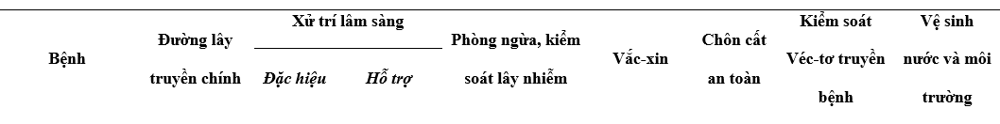 Bệnh
Đường lây
truyền chính
Xử trí lâm sàng
Đặc hiệu
Hỗ trợ
Phòng ngừa, kiểm
soát lây nhiễm
Vắc-xin
Chôn cất
an toàn
Kiểm soát
Véc-tơ truyền
bệnh
Vệ sinh
nước và môi
trường